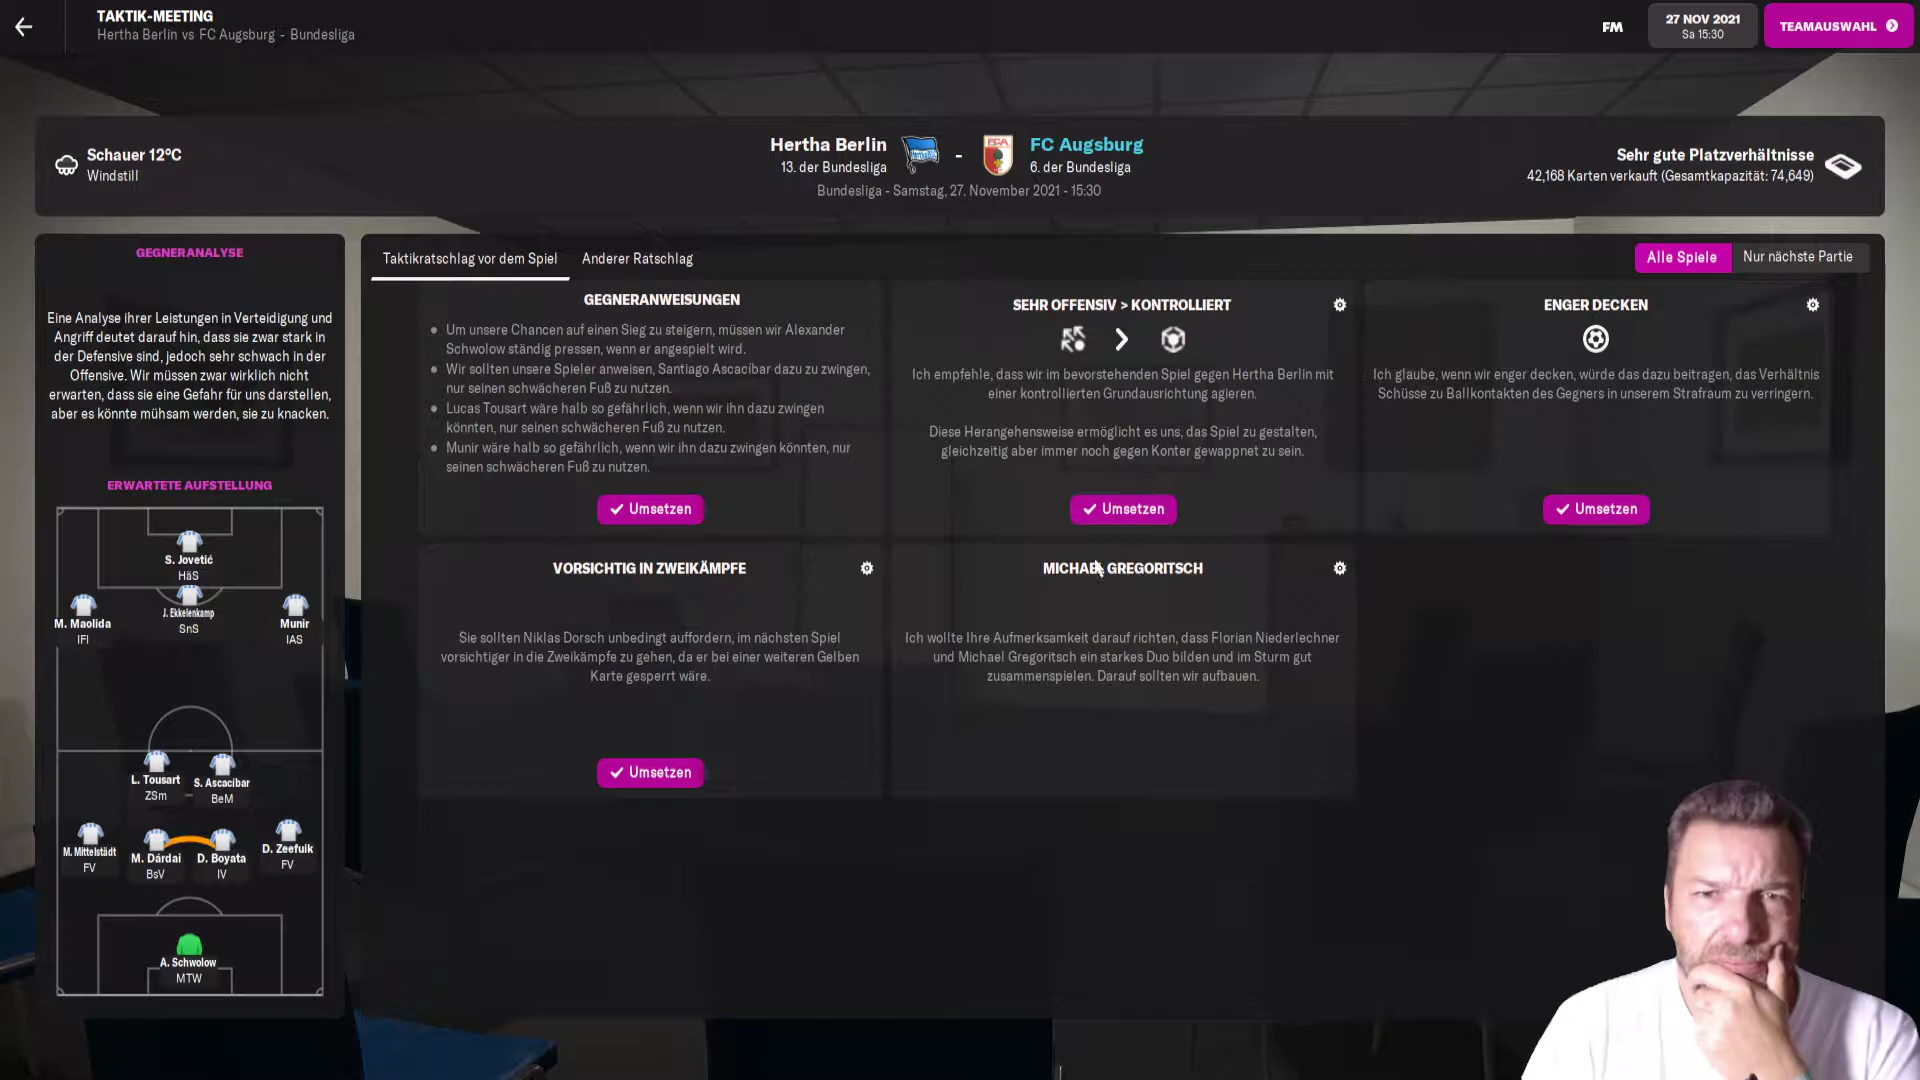 TAKTIK-MEETING
Hertha Berlin vs FC Augsburg - Bundesliga
FM
27 NOV 2021
Sa 15:30
TEAMAUSWAHL
Schauer 12°C
Windstill
Hertha Berlin
13. der Bundesliga
-
FC Augsburg
6. der Bundesliga
Bundesliga - Samstag, 27. November 2021 - 15:30
Sehr gute Platzverhältnisse
42,168 Karten verkauft (Gesamtkapazität: 74,649)
GEGNERANALYSE
Eine Analyse ihrer Leistungen in Verteidigung und
Angriff deutet darauf hin, dass sie zwar stark in
der Defensive sind, jedoch sehr schwach in der
Offensive. Wir müssen zwar wirklich nicht
erwarten, dass sie eine Gefahr für uns darstellen,
aber es könnte mühsam werden, sie zu knacken.
ERWARTETE AUFSTELLUNG
S. Jovetić
HäS
M. Maolida
IFl
J. Ekkelenkamp
SnS
Munir
IAS
L. Tousart
ZSm
S. Ascacíbar
BeM
M. Mittelstädt
FV
M. Dárdai
BsV
D. Boyata
IV
D. Zeefuik
FV
A. Schwolow
MTW
Taktikratschlag vor dem Spiel
Anderer Ratschlag
Alle Spiele
Nur nächste Partie
GEGNERANWEISUNGEN
Um unsere Chancen auf einen Sieg zu steigern, müssen wir Alexander
Schwolow ständig pressen, wenn er angespielt wird.
Wir sollten unsere Spieler anweisen, Santiago Ascacíbar dazu zu zwingen,
nur seinen schwächeren Fuß zu nutzen.
Lucas Tousart wäre halb so gefährlich, wenn wir ihn dazu zwingen
könnten, nur seinen schwächeren Fuß zu nutzen.
Munir wäre halb so gefährlich, wenn wir ihn dazu zwingen könnten, nur
seinen schwächeren Fuß zu nutzen.
Umsetzen
SEHR OFFENSIV > KONTROLLIERT
Ich empfehle, dass wir im bevorstehenden Spiel gegen Hertha Berlin mit
einer kontrollierten Grundausrichtung agieren.
Diese Herangehensweise ermöglicht es uns, das Spiel zu gestalten,
gleichzeitig aber immer noch gegen Konter gewappnet zu sein.
Umsetzen
ENGER DECKEN
Ich glaube, wenn wir enger decken, würde das dazu beitragen, das Verhältnis
Schüsse zu Ballkontakten des Gegners in unserem Strafraum zu verringern.
Umsetzen
VORSICHTIG IN ZWEIKÄMPFE
Sie sollten Niklas Dorsch unbedingt auffordern, im nächsten Spiel
vorsichtiger in die Zweikämpfe zu gehen, da er bei einer weiteren Gelben
Karte gesperrt wäre.
Umsetzen
MICHAEL GREGORITSCH
Ich wollte Ihre Aufmerksamkeit darauf richten, dass Florian Niederlechner
und Michael Gregoritsch ein starkes Duo bilden und im Sturm gut
zusammenspielen. Darauf sollten wir aufbauen.